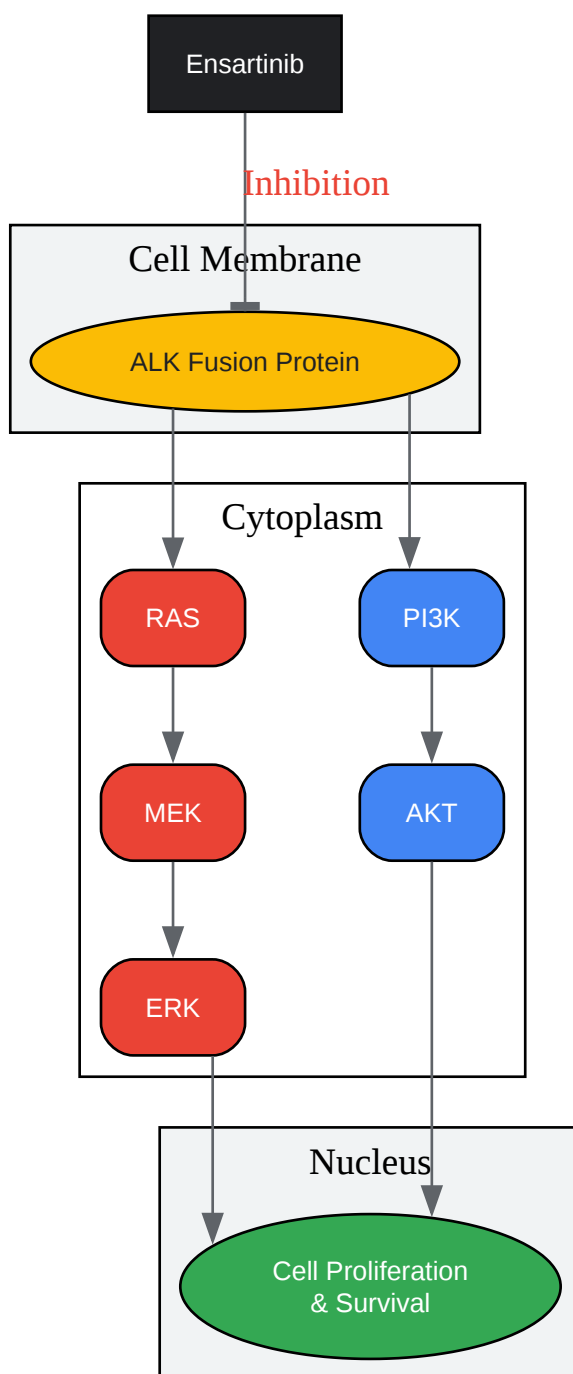 Ensartinib
Inhibition
Cell Membrane
ALK Fusion Protein
Cytoplasm
RAS
PI3K
MEK
AKT
ERK
Nucleus
Cell Proliferation
& Survival